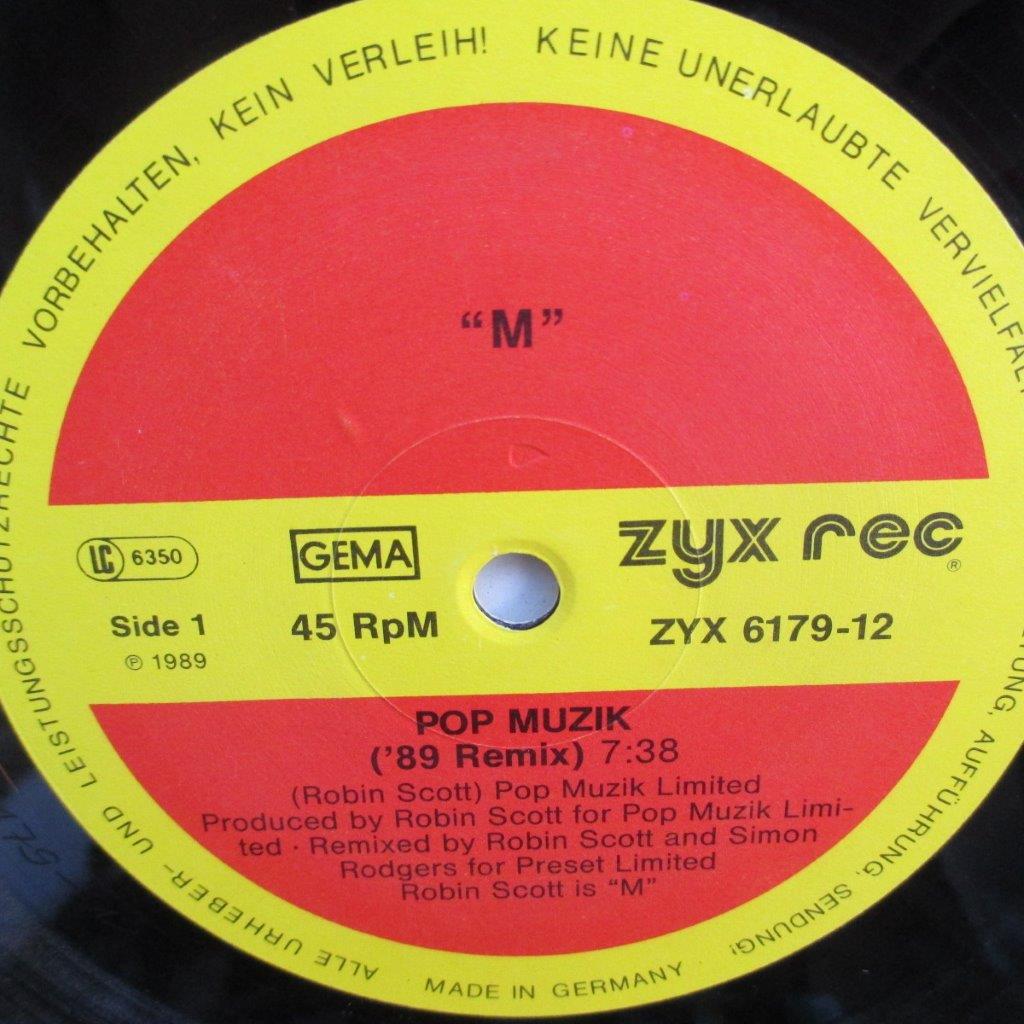 ALLE URHEBER- UND LEISTUNGSSCHUTZRECHTE VORBEHALTEN, KEIN VERLEIH! KEINE UNERLAUBTE VERVIELFÄL TUNG, AUFFÜHRUNG, SENDUNG!
"M"
LC 6350
GEMA
zyx rec ®
Side 1
45 RpM
ZYX 6179-12
℗ 1989
POP MUZIK
('89 Remix) 7:38
(Robin Scott) Pop Muzik Limited
Produced by Robin Scott for Pop Muzik Limi-
ted · Remixed by Robin Scott and Simon
Rodgers for Preset Limited
Robin Scott is "M"
MADE IN GERMANY